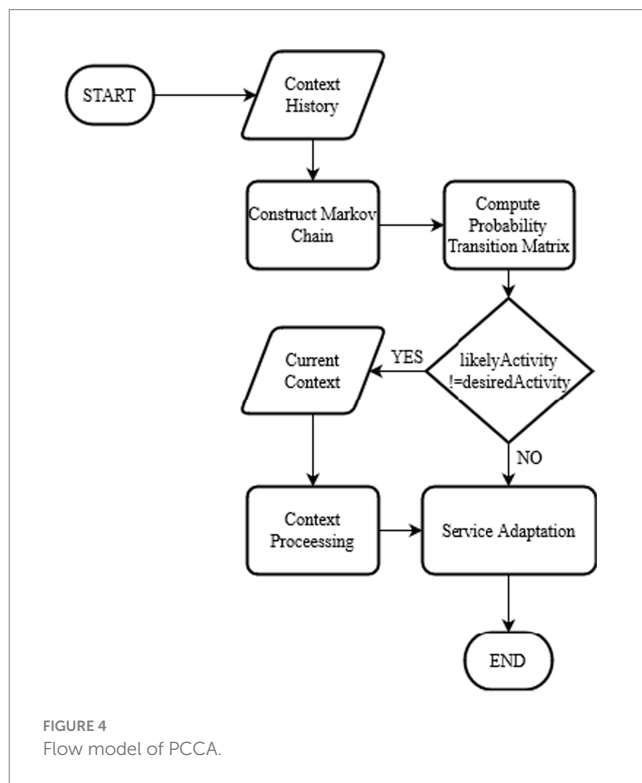 START
Context
History
Construct Markov
Chain
Compute
Probability
Transition Matrix
likelyActivity
!=desiredActivity
YES
Current
Context
NO
Context
Proceessing
Service Adaptation
END
FIGURE 4
Flow model of PCCA.